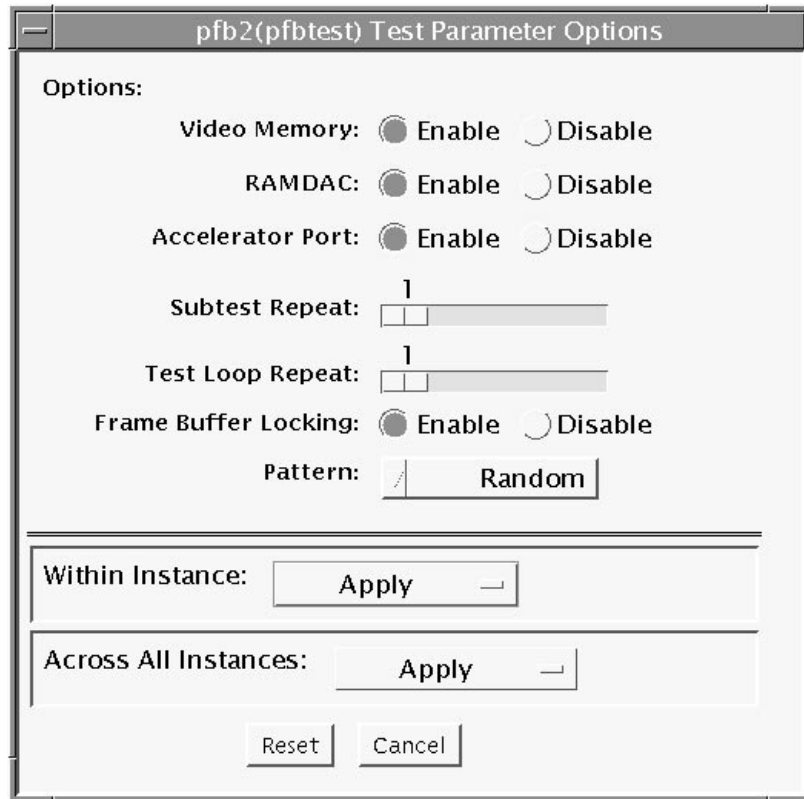 pfb2(pfbtest) Test Parameter Options
Options:
Video Memory: Enable Disable
RAMDAC: Enable Disable
Accelerator Port: Enable Disable
1
Subtest Repeat:
1
Test Loop Repeat:
Frame Buffer Locking: Enable Disable
Pattern: Random
Within Instance: Apply
Across All Instances: Apply
Reset Cancel